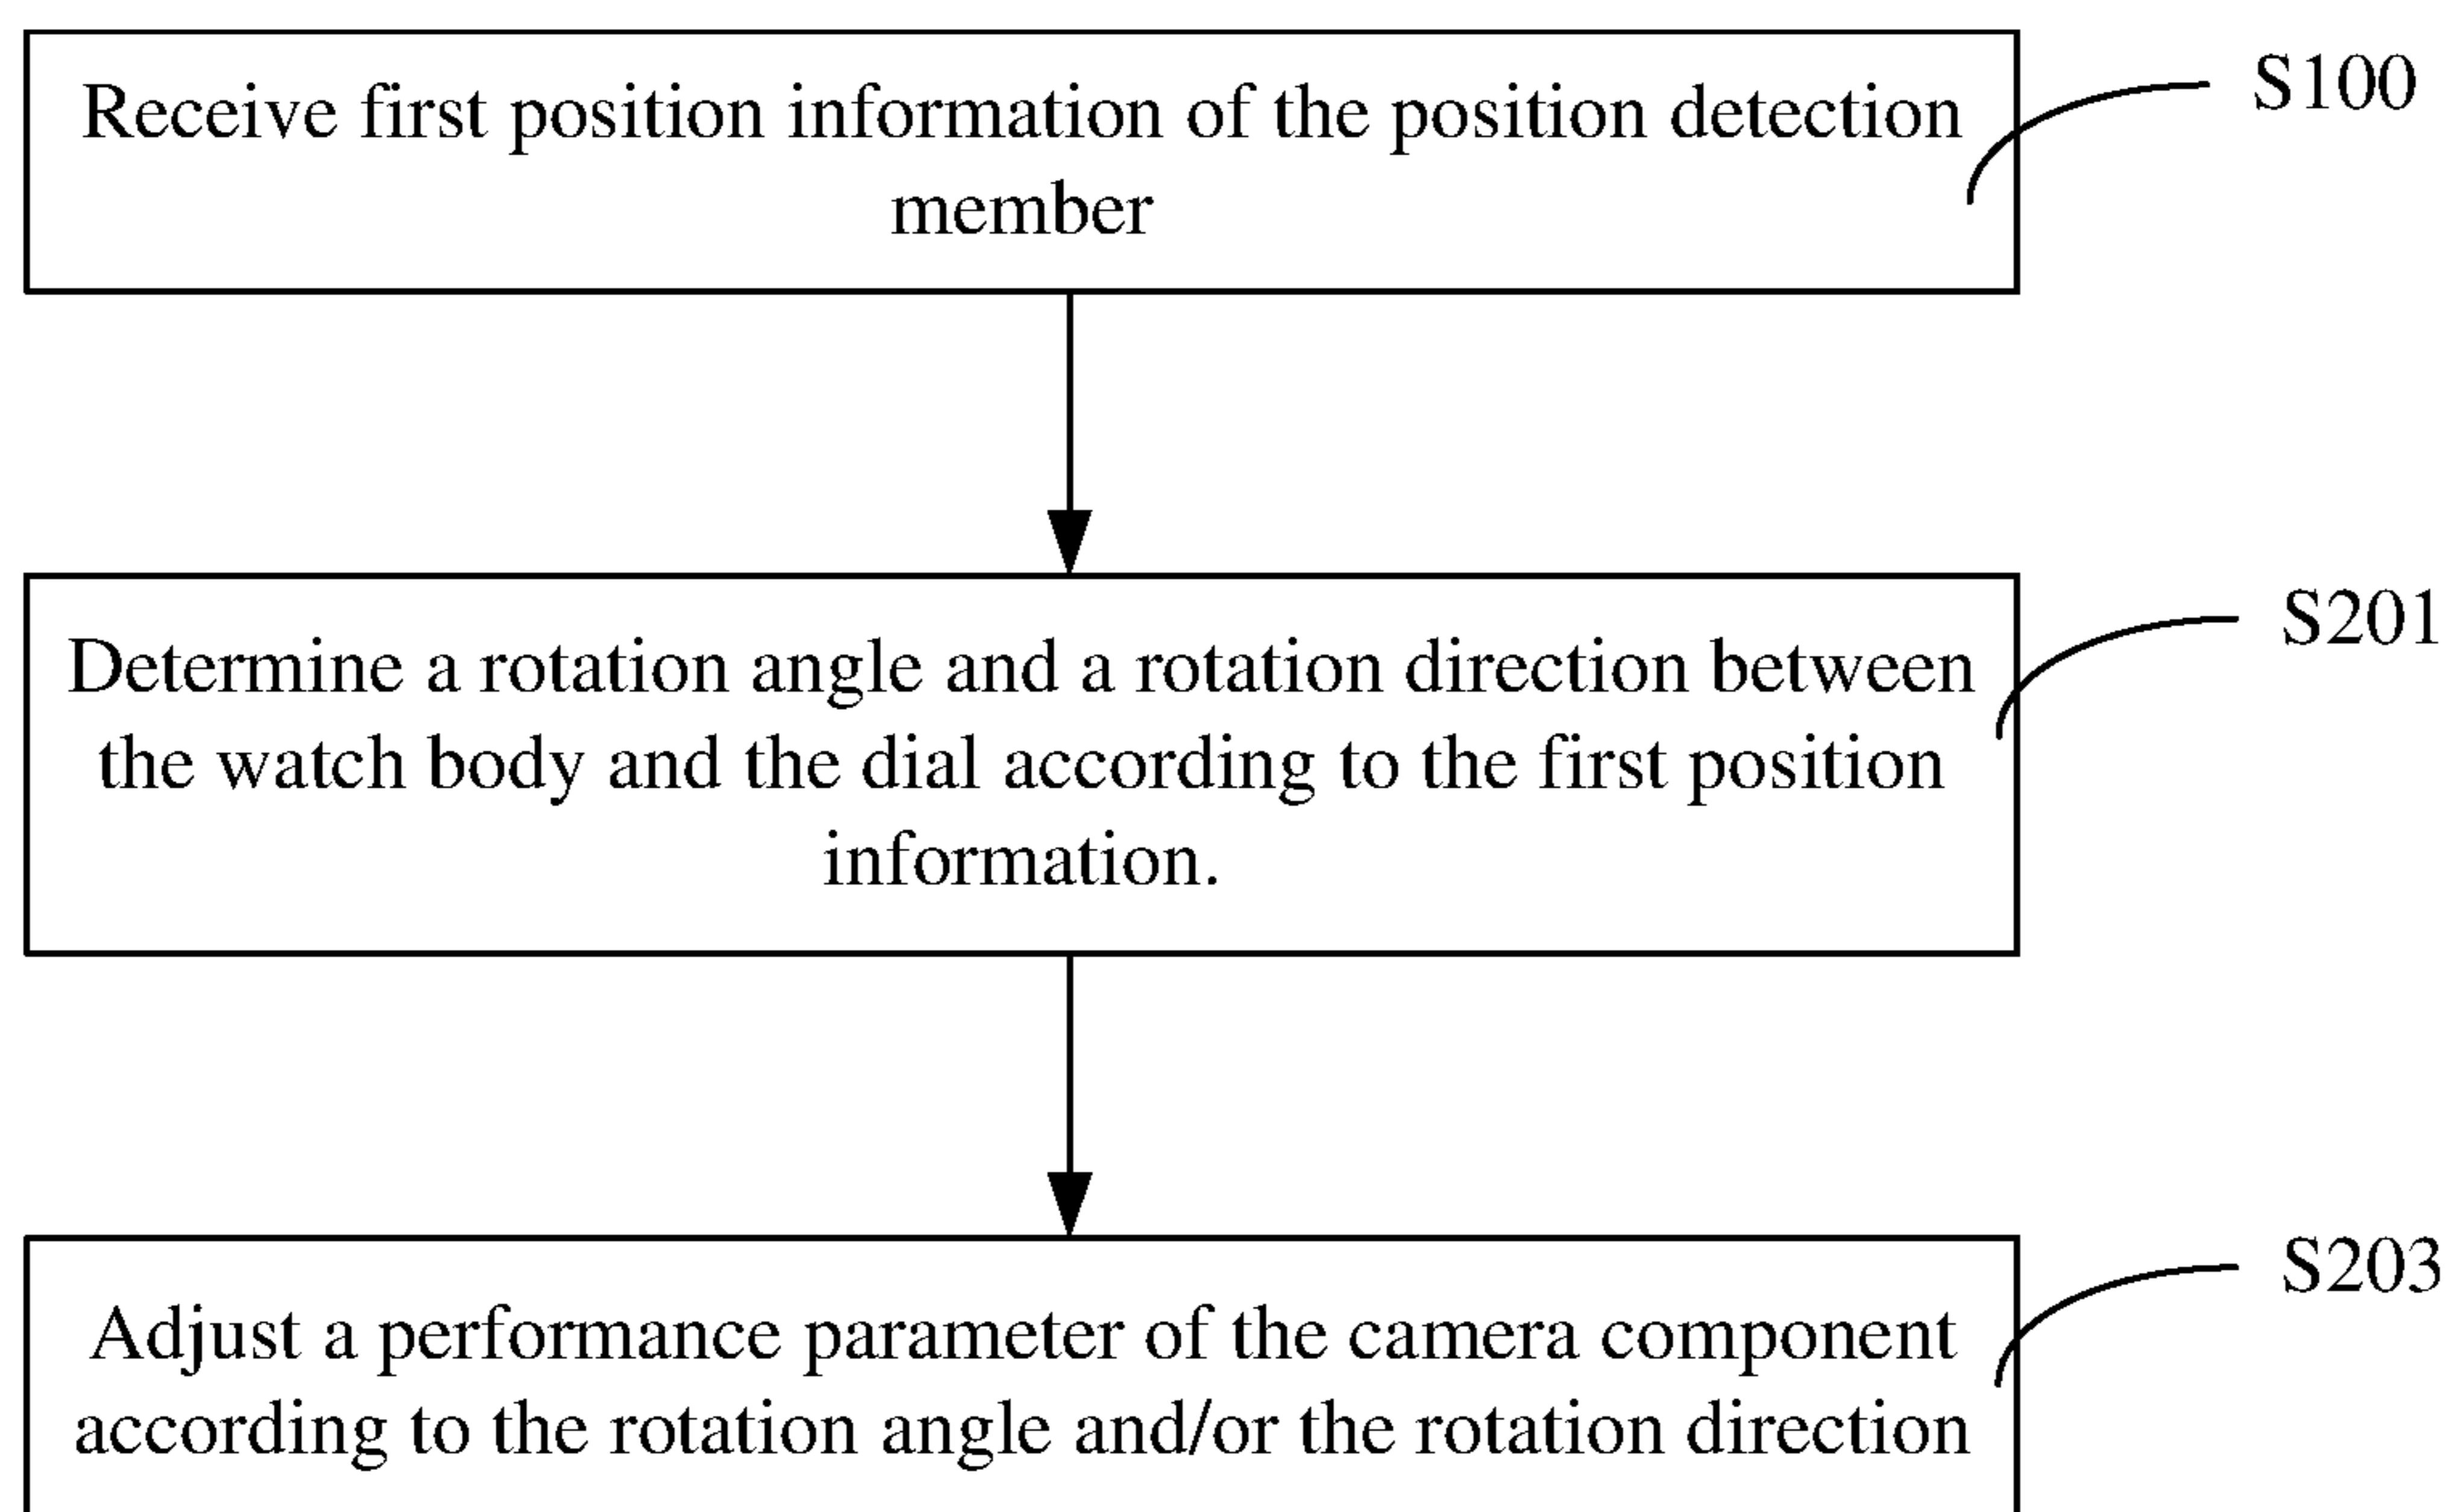 Receive first position information of the position detection
member
S100
Determine a rotation angle and a rotation direction between
the watch body and the dial according to the first position
information.
S201
Adjust a performance parameter of the camera component
according to the rotation angle and/or the rotation direction
S203